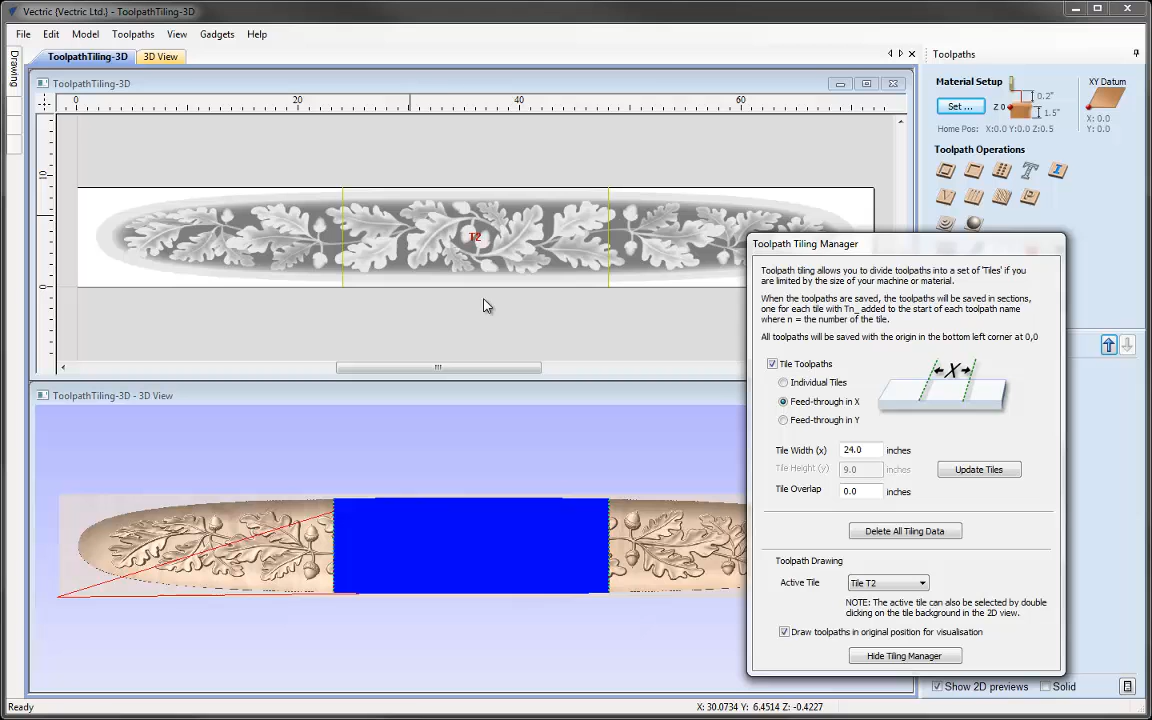 Vectric {Vectric Ltd.} - ToolpathTiling-3D
File Edit Model Toolpaths View Gadgets Help
Drawing
ToolpathTiling-3D 3D View
Toolpaths
ToolpathTiling-3D
0 20 40 60
10
0
T2
Material Setup
Set ...
Z 0
0.2"
1.5"
XY Datum
X: 0.0
Y: 0.0
Home Pos: X:0.0 Y:0.0 Z:0.5
Toolpath Operations
Toolpath Tiling Manager
Toolpath tiling allows you to divide toolpaths into a set of 'Tiles' if you
are limited by the size of your machine or material.
When the toolpaths are saved, the toolpaths will be saved in sections,
one for each tile with Tn_ added to the start of each toolpath name
where n = the number of the tile.
All toolpaths will be saved with the origin in the bottom left corner at 0,0
Tile Toolpaths
Individual Tiles
Feed-through in X
Feed-through in Y
X
Tile Width (x) 24.0 inches
Tile Height (y) 9.0 inches
Update Tiles
Tile Overlap 0.0 inches
Delete All Tiling Data
Toolpath Drawing
Active Tile Tile T2
NOTE: The active tile can also be selected by double
clicking on the tile background in the 2D view.
Draw toolpaths in original position for visualisation
Hide Tiling Manager
ToolpathTiling-3D - 3D View
Show 2D previews Solid
Ready
X: 30.0734 Y: 6.4514 Z: -0.4227